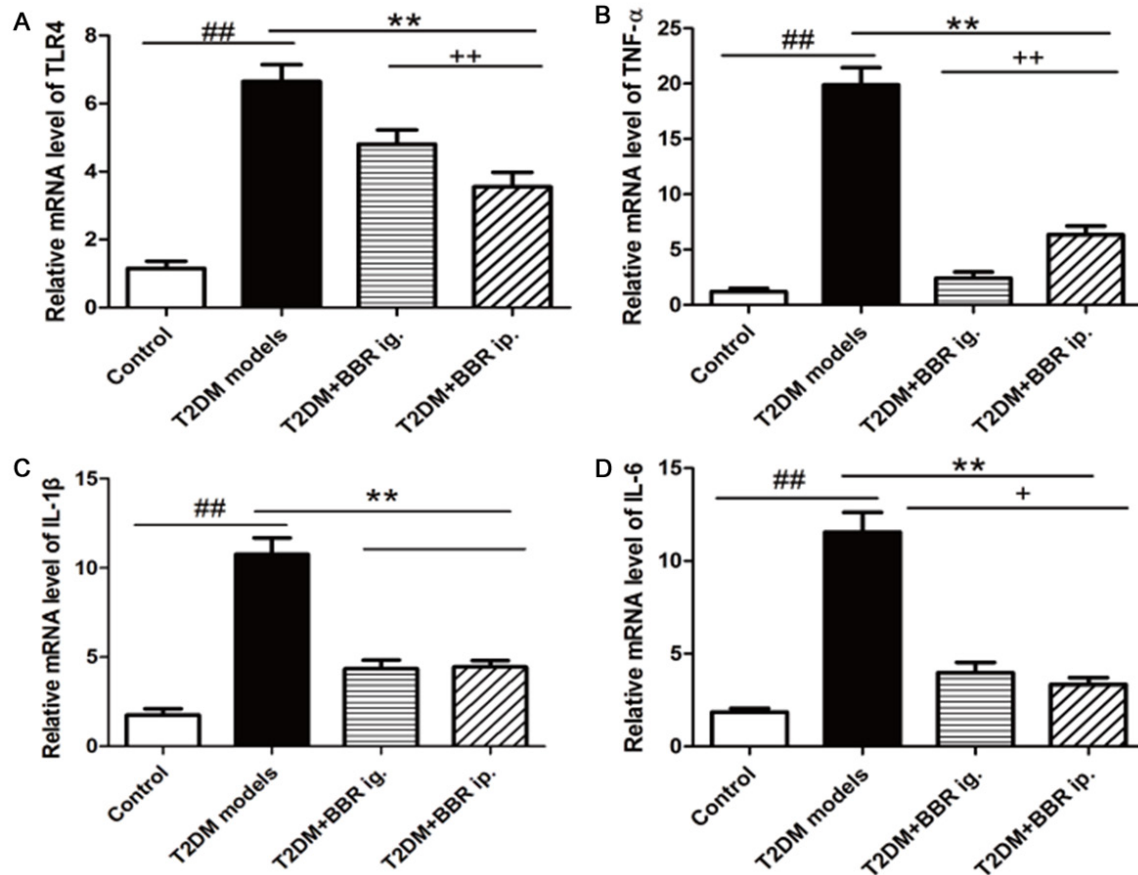 A
Relative mRNA level of TLR4
8
6
4
2
0
##
**
++
Control
T2DM models
T2DM+BBR ig.
T2DM+BBR ip.
B
Relative mRNA level of TNF-α
25
20
15
10
5
0
##
**
++
Control
T2DM models
T2DM+BBR ig.
T2DM+BBR ip.
C
Relative mRNA level of IL-1β
15
10
5
0
##
**
Control
T2DM models
T2DM+BBR ig.
T2DM+BBR ip.
D
Relative mRNA level of IL-6
15
10
5
0
##
**
+
Control
T2DM models
T2DM+BBR ig.
T2DM+BBR ip.